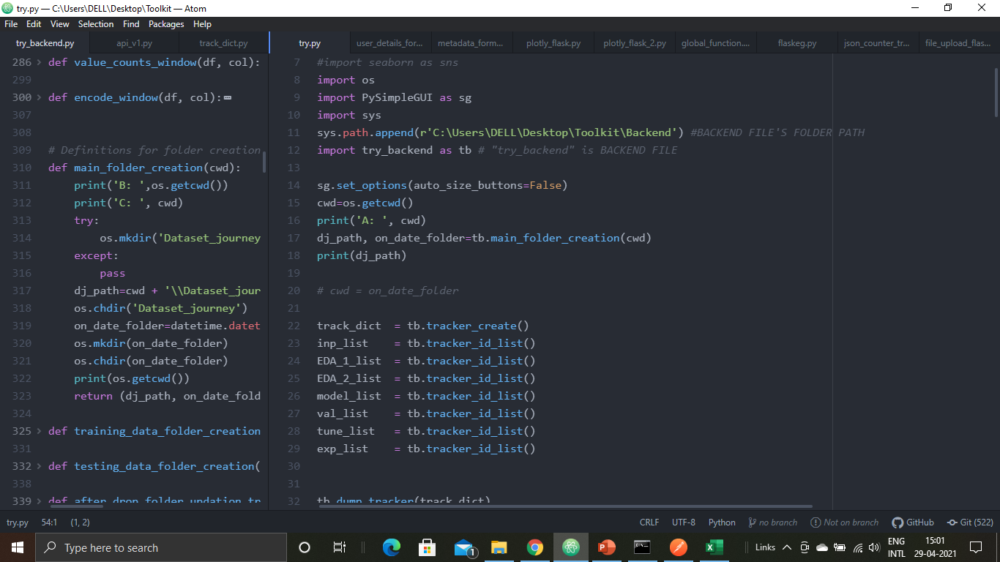 try.py — C:\Users\DELL\Desktop\Toolkit — Atom
File Edit View Selection Find Packages Help
try_backend.py api_v1.py track_dict.py
286 def value_counts_window(df, col):
299
300 def encode_window(df, col):
307
308
309 # Definitions for folder creation
310 def main_folder_creation(cwd):
311 print('B: ',os.getcwd())
312 print('C: ', cwd)
313 try:
314 os.mkdir('Dataset_journey
315 except:
316 pass
317 dj_path=cwd + '\\Dataset_jour
318 os.chdir('Dataset_journey')
319 on_date_folder=datetime.datet
320 os.mkdir(on_date_folder)
321 os.chdir(on_date_folder)
322 print(os.getcwd())
323 return (dj_path, on_date_fold
324
325 def training_data_folder_creation
331
332 def testing_data_folder_creation(
338
339 def after_drop_folder_updation_tr
try.py user_details_for... metadata_form... plotly_flask.py plotly_flask_2.py global_function.... flaskeg.py json_counter_tr... file_upload_flas...
7 #import seaborn as sns
8 import os
9 import PySimpleGUI as sg
10 import sys
11 sys.path.append(r'C:\Users\DELL\Desktop\Toolkit\Backend') #BACKEND FILE'S FOLDER PATH
12 import try_backend as tb # "try_backend" is BACKEND FILE
13
14 sg.set_options(auto_size_buttons=False)
15 cwd=os.getcwd()
16 print('A: ', cwd)
17 dj_path, on_date_folder=tb.main_folder_creation(cwd)
18 print(dj_path)
19
20 # cwd = on_date_folder
21
22 track_dict = tb.tracker_create()
23 inp_list = tb.tracker_id_list()
24 EDA_1_list = tb.tracker_id_list()
25 EDA_2_list = tb.tracker_id_list()
26 model_list = tb.tracker_id_list()
27 val_list = tb.tracker_id_list()
28 tune_list = tb.tracker_id_list()
29 exp_list = tb.tracker_id_list()
30
31
32 tb.dump_tracker(track_dict)
try.py 54:1 (1, 2) CRLF UTF-8 Python no branch Not on branch GitHub Git (522)
Type here to search 1 Links ENG 15:01
INTL 29-04-2021